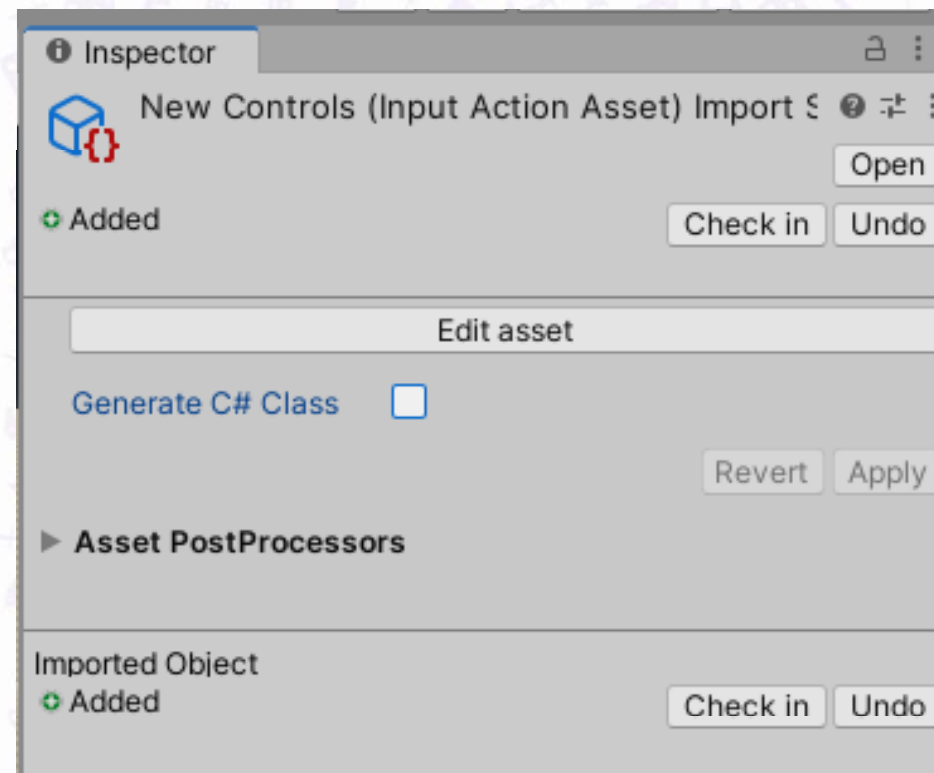 Inspector
New Controls (Input Action Asset) Import
Open
Added
Check in
Undo
Edit asset
Generate C# Class
Revert
Apply
Asset PostProcessors
Imported Object
Added
Check in
Undo